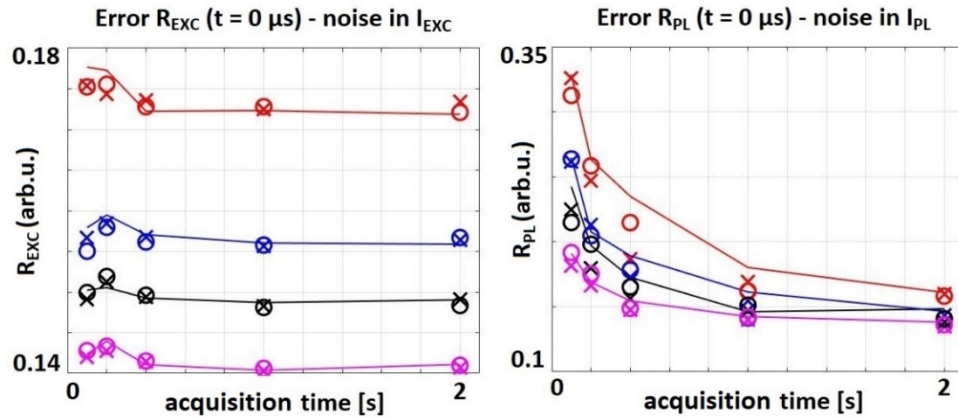 Error R_EXC (t = 0 µs) - noise in I_EXC
0.18
R_EXC (arb.u.)
0.14
0
acquisition time [s]
2
Error R_PL (t = 0 µs) - noise in I_PL
0.35
R_PL (arb.u.)
0.1
0
acquisition time [s]
2